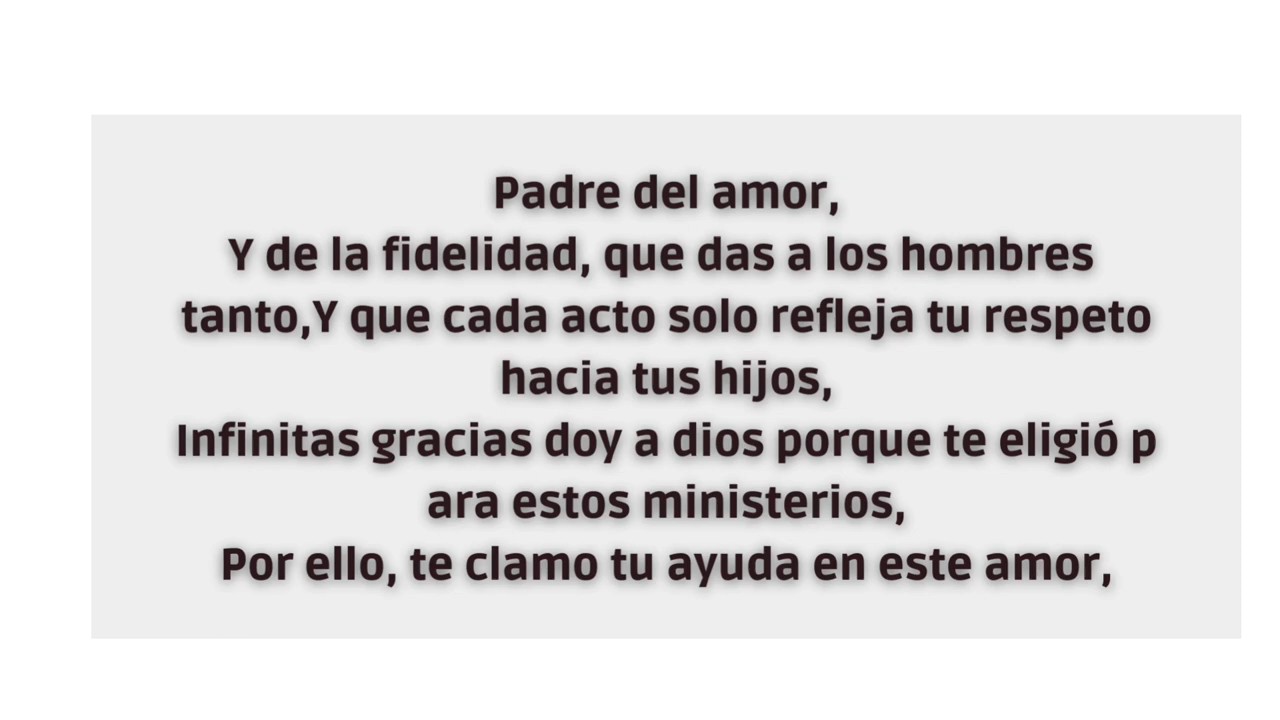 Padre del amor,
Y de la fidelidad, que das a los hombres
tanto,Y que cada acto solo refleja tu respeto
hacia tus hijos,
Infinitas gracias doy a dios porque te eligió p
ara estos ministerios,
Por ello, te clamo tu ayuda en este amor,